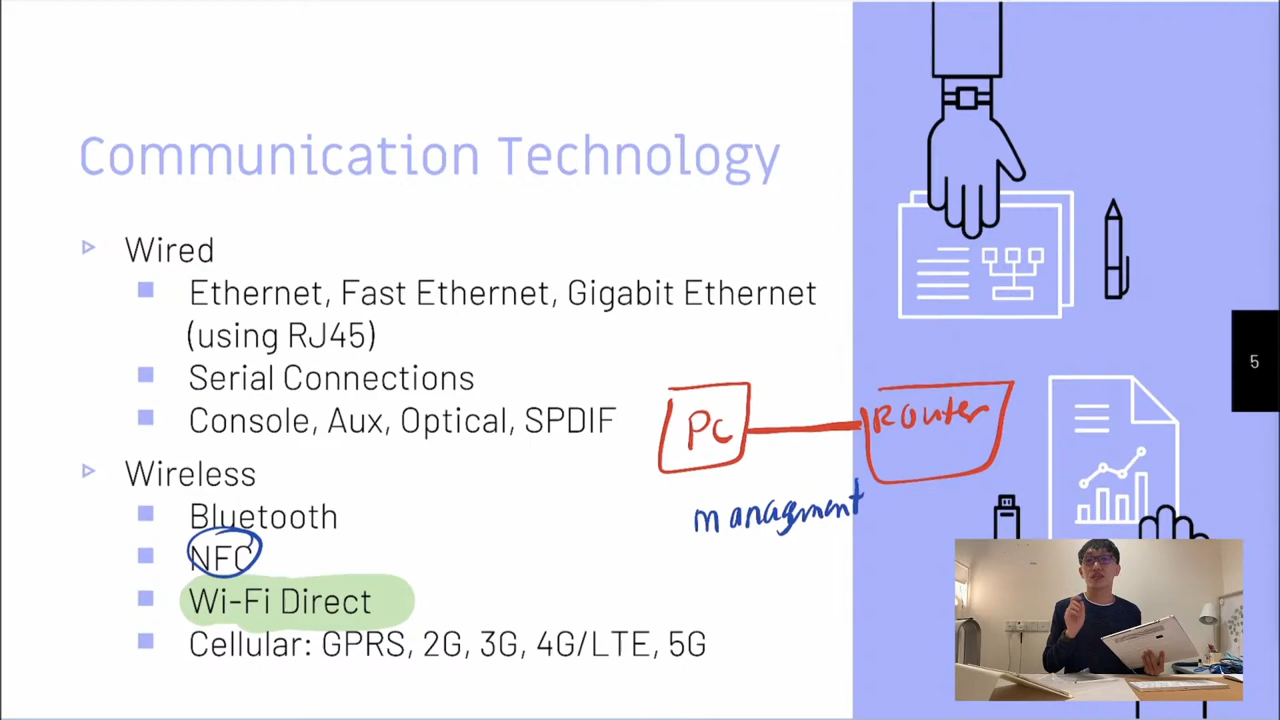 Communication Technology
Wired
Ethernet, Fast Ethernet, Gigabit Ethernet
(using RJ45)
Serial Connections
Console, Aux, Optical, SPDIF
Wireless
Bluetooth
NFC
Wi-Fi Direct
Cellular: GPRS, 2G, 3G, 4G/LTE, 5G
PC
Router
managment
5